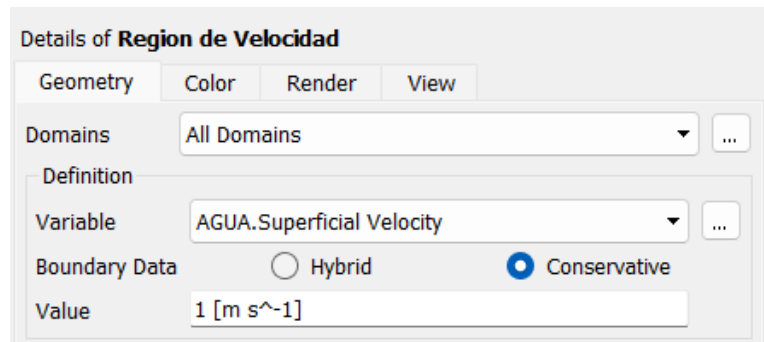 Details of Region de Velocidad
Geometry Color Render View
Domains All Domains ...
Definition
Variable AGUA.Superficial Velocity ...
Boundary Data Hybrid Conservative
Value 1 [m s^-1]